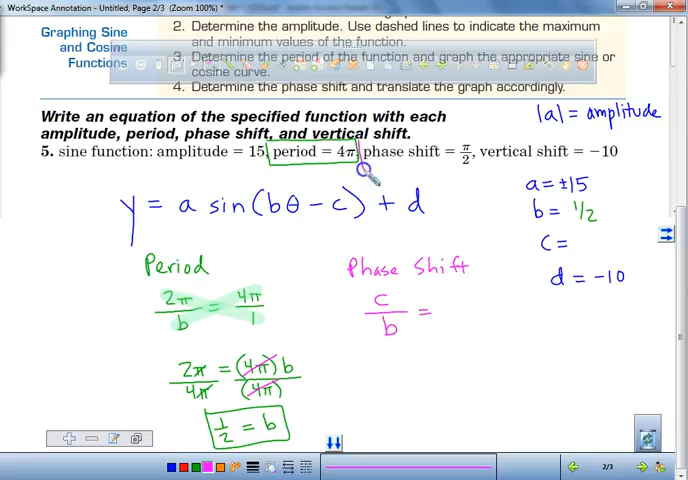 WorkSpace Annotation - Untitled, Page 2/3 (Zoom 100%) *
Graphing Sine
and Cosine
Functions
2. Determine the amplitude. Use dashed lines to indicate the maximum
and minimum values of the function.
3. Determine the period of the function and graph the appropriate sine or
cosine curve.
4. Determine the phase shift and translate the graph accordingly.
Write an equation of the specified function with each
amplitude, period, phase shift, and vertical shift.
|a| = amplitude
5. sine function: amplitude = 15, period = 4π, phase shift = π/2, vertical shift = −10
y = a sin(bθ − c) + d
a = ±15
b = 1/2
c =
d = −10
Period
2π/b = 4π/1
2π/4π = (4π)b/(4π)
1/2 = b
Phase Shift
c/b =
2/3